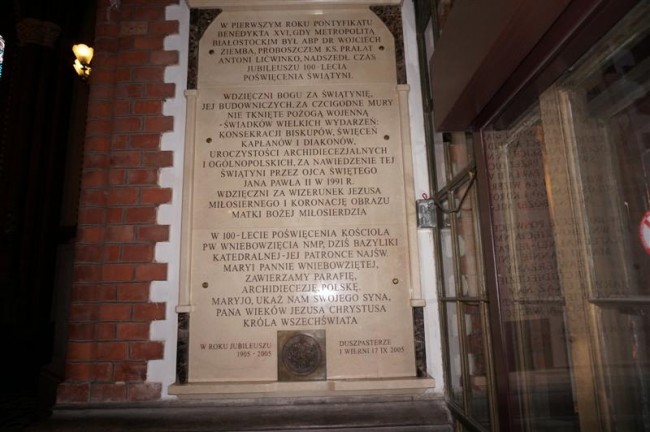 W PIERWSZYM ROKU PONTYFIKATU
BENEDYKTA XVI, GDY METROPOLITĄ
BIAŁOSTOCKIM BYŁ ABP DR WOJCIECH
ZIEMBA, PROBOSZCZEM KS. PRAŁAT
ANTONI LIĆWINKO, NADSZEDŁ CZAS
JUBILEUSZU 100-LECIA
POŚWIĘCENIA ŚWIĄTYNI.
WDZIĘCZNI BOGU ZA ŚWIĄTYNIĘ,
JEJ BUDOWNICZYCH, ZA CZCIGODNE MURY
NIE TKNIĘTE POŻOGĄ WOJENNĄ
-ŚWIADKÓW WIELKICH WYDARZEŃ:
KONSEKRACJI BISKUPÓW, ŚWIĘCEŃ
KAPŁANÓW I DIAKONÓW,
UROCZYSTOŚCI ARCHIDIECEZJALNYCH
I OGÓLNOPOLSKICH, ZA NAWIEDZENIE TEJ
ŚWIĄTYNI PRZEZ OJCA ŚWIĘTEGO
JANA PAWŁA II W 1991 R.
WDZIĘCZNI ZA WIZERUNEK JEZUSA
MIŁOSIERNEGO I KORONACJĘ OBRAZU
MATKI BOŻEJ MIŁOSIERDZIA
W 100-LECIE POŚWIĘCENIA KOŚCIOŁA
PW WNIEBOWZIĘCIA NMP, DZIŚ BAZYLIKI
KATEDRALNEJ-JEJ PATRONCE NAJŚW.
MARYI PANNIE WNIEBOWZIĘTEJ,
ZAWIERZAMY PARAFIĘ,
ARCHIDIECEZJĘ, POLSKĘ.
MARYJO, UKAŻ NAM SWOJEGO SYNA,
PANA WIEKÓW JEZUSA CHRYSTUSA
KRÓLA WSZECHŚWIATA
W ROKU JUBILEUSZU
1905 - 2005
DUSZPASTERZE
I WIERNI 17 IX 2005